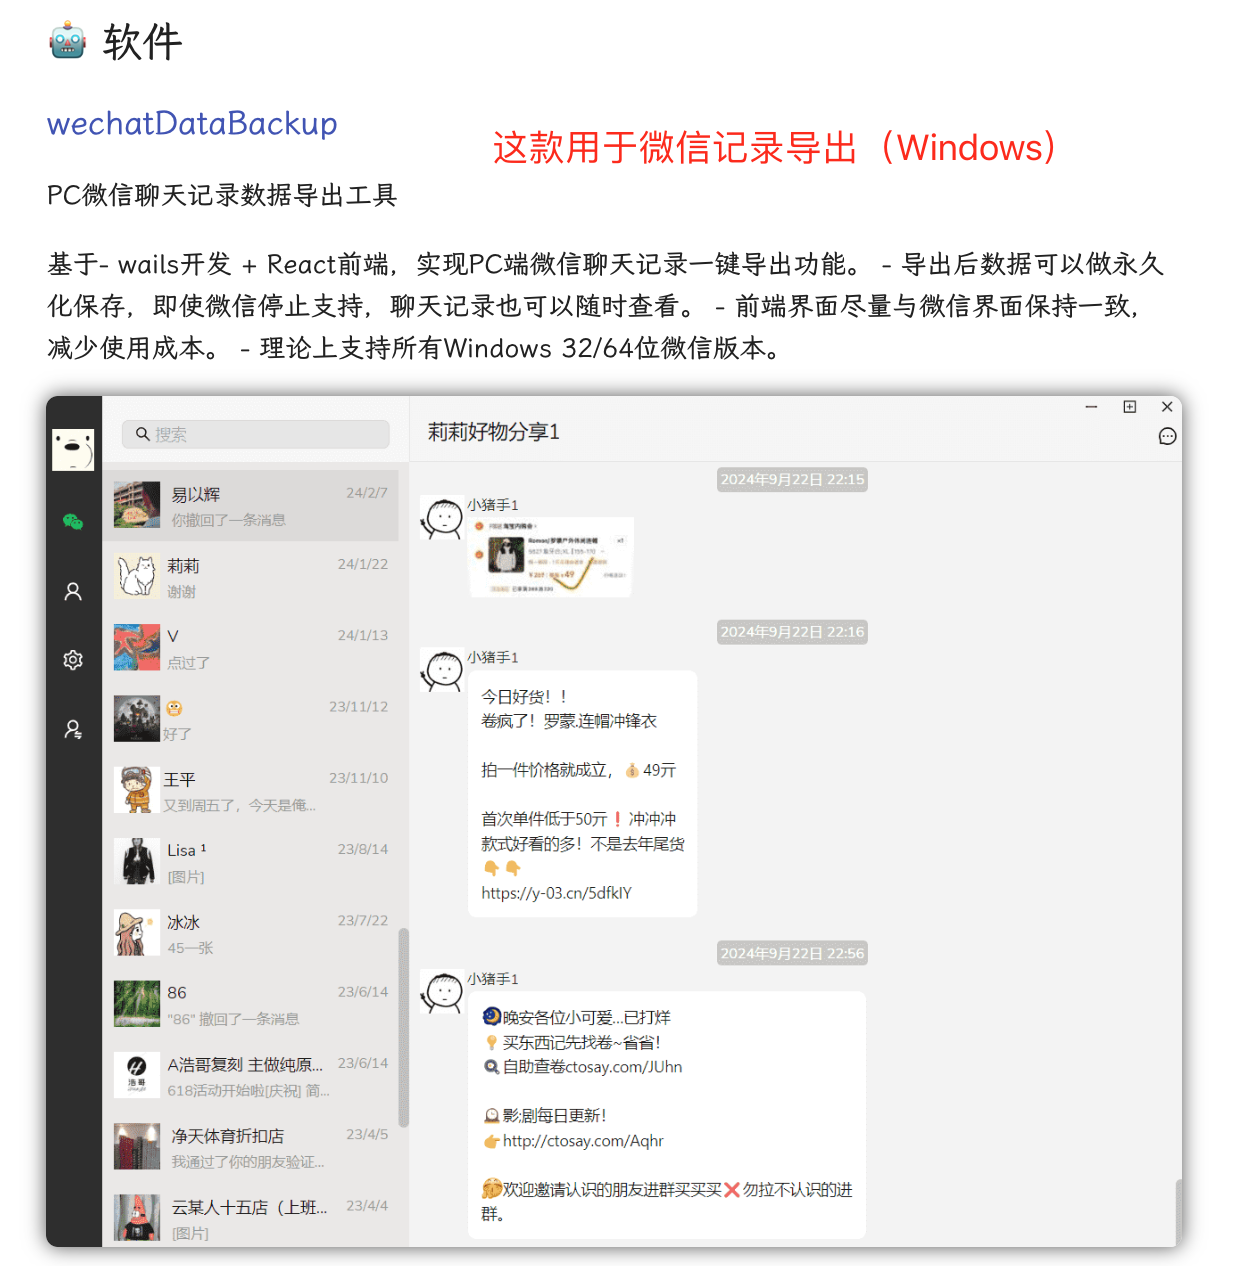 软件
wechatDataBackup
这款用于微信记录导出（Windows）
PC微信聊天记录数据导出工具
基于- wails开发 + React前端，实现PC端微信聊天记录一键导出功能。 - 导出后数据可以做永久
化保存，即使微信停止支持，聊天记录也可以随时查看。 - 前端界面尽量与微信界面保持一致，
减少使用成本。 - 理论上支持所有Windows 32/64位微信版本。
搜索
易以辉 24/2/7
你撤回了一条消息
莉莉 24/1/22
谢谢
V 24/1/13
点过了
23/11/12
好了
王平 23/11/10
又到周五了，今天是俺...
Lisa ¹ 23/8/14
[图片]
冰冰 23/7/22
45一张
86 23/6/14
"86" 撤回了一条消息
A浩哥复刻 主做纯原... 23/6/14
618活动开始啦[庆祝] 简...
浩哥
净天体育折扣店 23/4/5
我通过了你的朋友验证...
云某人十五店（上班... 23/4/4
[图片]
莉莉好物分享1
2024年9月22日 22:15
小猪手1
2024年9月22日 22:16
小猪手1
今日好货！！
卷疯了！罗蒙.连帽冲锋衣
拍一件价格就成立，💰49亓
首次单件低于50亓❗冲冲冲
款式好看的多！不是去年尾货
👇👇
https://y-03.cn/5dfkIY
2024年9月22日 22:56
小猪手1
晚安各位小可爱...已打烊
💡买东西记先找卷~省省！
自助查卷ctosay.com/JUhn
影;剧每日更新！
👉http://ctosay.com/Aqhr
欢迎邀请认识的朋友进群买买买❌勿拉不认识的进
群。